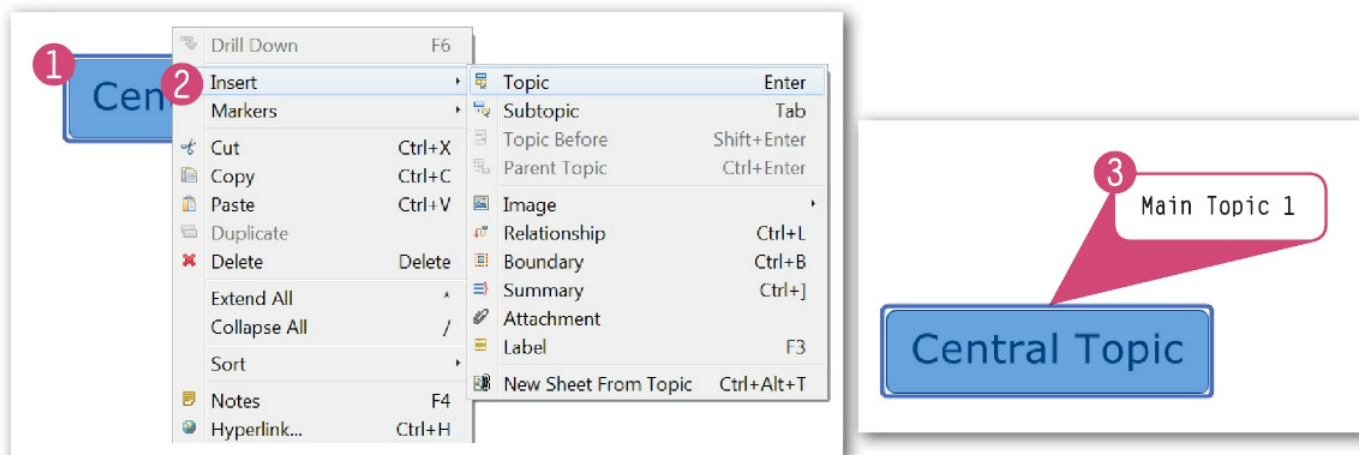 1
Cen
2
Drill Down F6
Insert
Markers
Cut Ctrl+X
Copy Ctrl+C
Paste Ctrl+V
Duplicate
Delete Delete
Extend All *
Collapse All /
Sort
Notes F4
Hyperlink... Ctrl+H
Topic Enter
Subtopic Tab
Topic Before Shift+Enter
Parent Topic Ctrl+Enter
Image
Relationship Ctrl+L
Boundary Ctrl+B
Summary Ctrl+]
Attachment
Label F3
New Sheet From Topic Ctrl+Alt+T
3
Main Topic 1
Central Topic